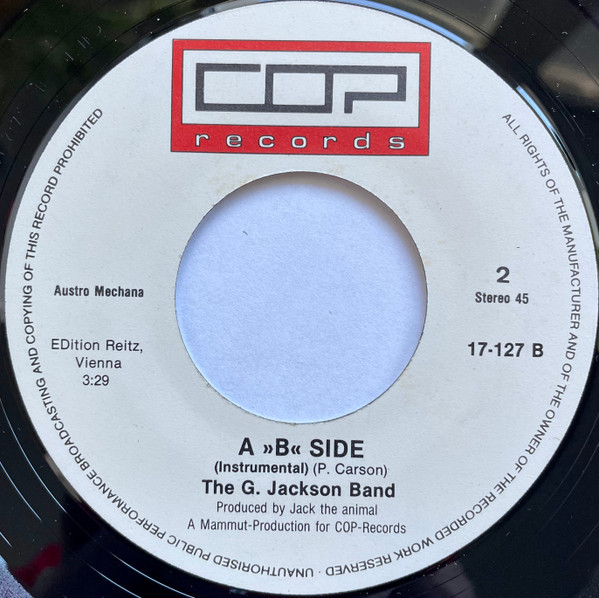 COP
records
ALL RIGHTS OF THE MANUFACTURER AND OF THE OWNER OF THE RECORDED WORK RESERVED · UNAUTHORISED PUBLIC PERFORMANCE BROADCASTING AND COPYING OF THIS RECORD PROHIBITED
Austro Mechana
EDition Reitz,
Vienna
3:29
2
Stereo 45
17-127 B
A »B« SIDE
(Instrumental) (P. Carson)
The G. Jackson Band
Produced by Jack the animal
A Mammut-Production for COP-Records